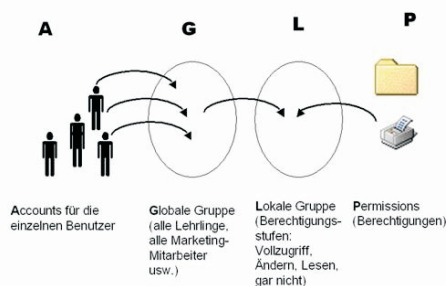 A G L P
Accounts für die
einzelnen Benutzer
Globale Gruppe
(alle Lehrlinge,
alle Marketing-
Mitarbeiter
usw.)
Lokale Gruppe
(Berechtigungs-
stufen:
Vollzugriff,
Ändern, Lesen,
gar nicht)
Permissions
(Berechtigungen)